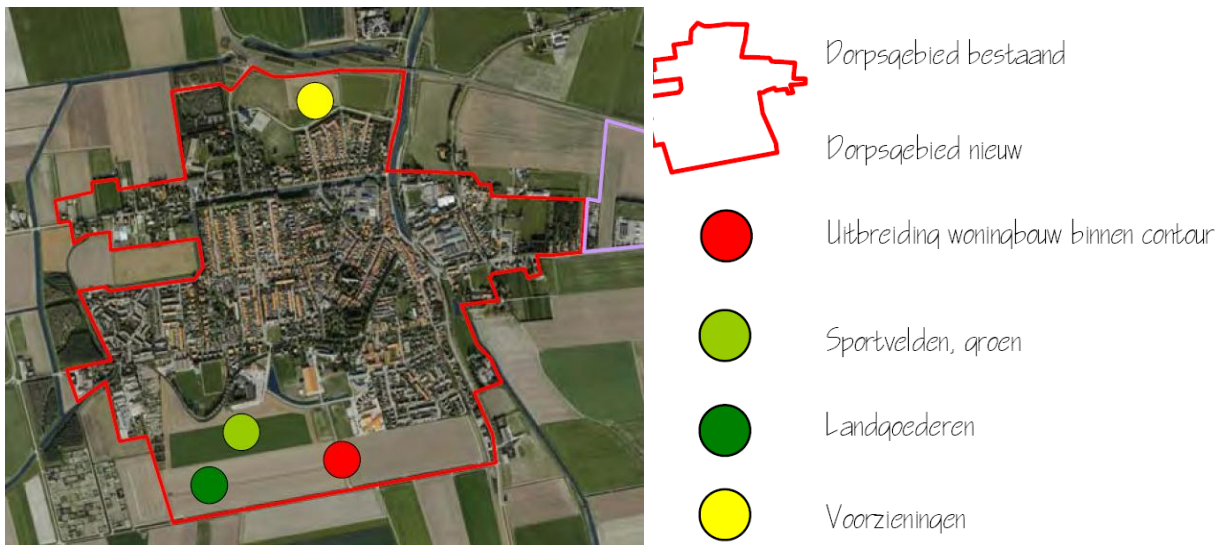 Dorpsgebied bestaand
Dorpsgebied nieuw
Uitbreiding woningbouw binnen contour
Sportvelden, groen
Landgoederen
Voorzieningen